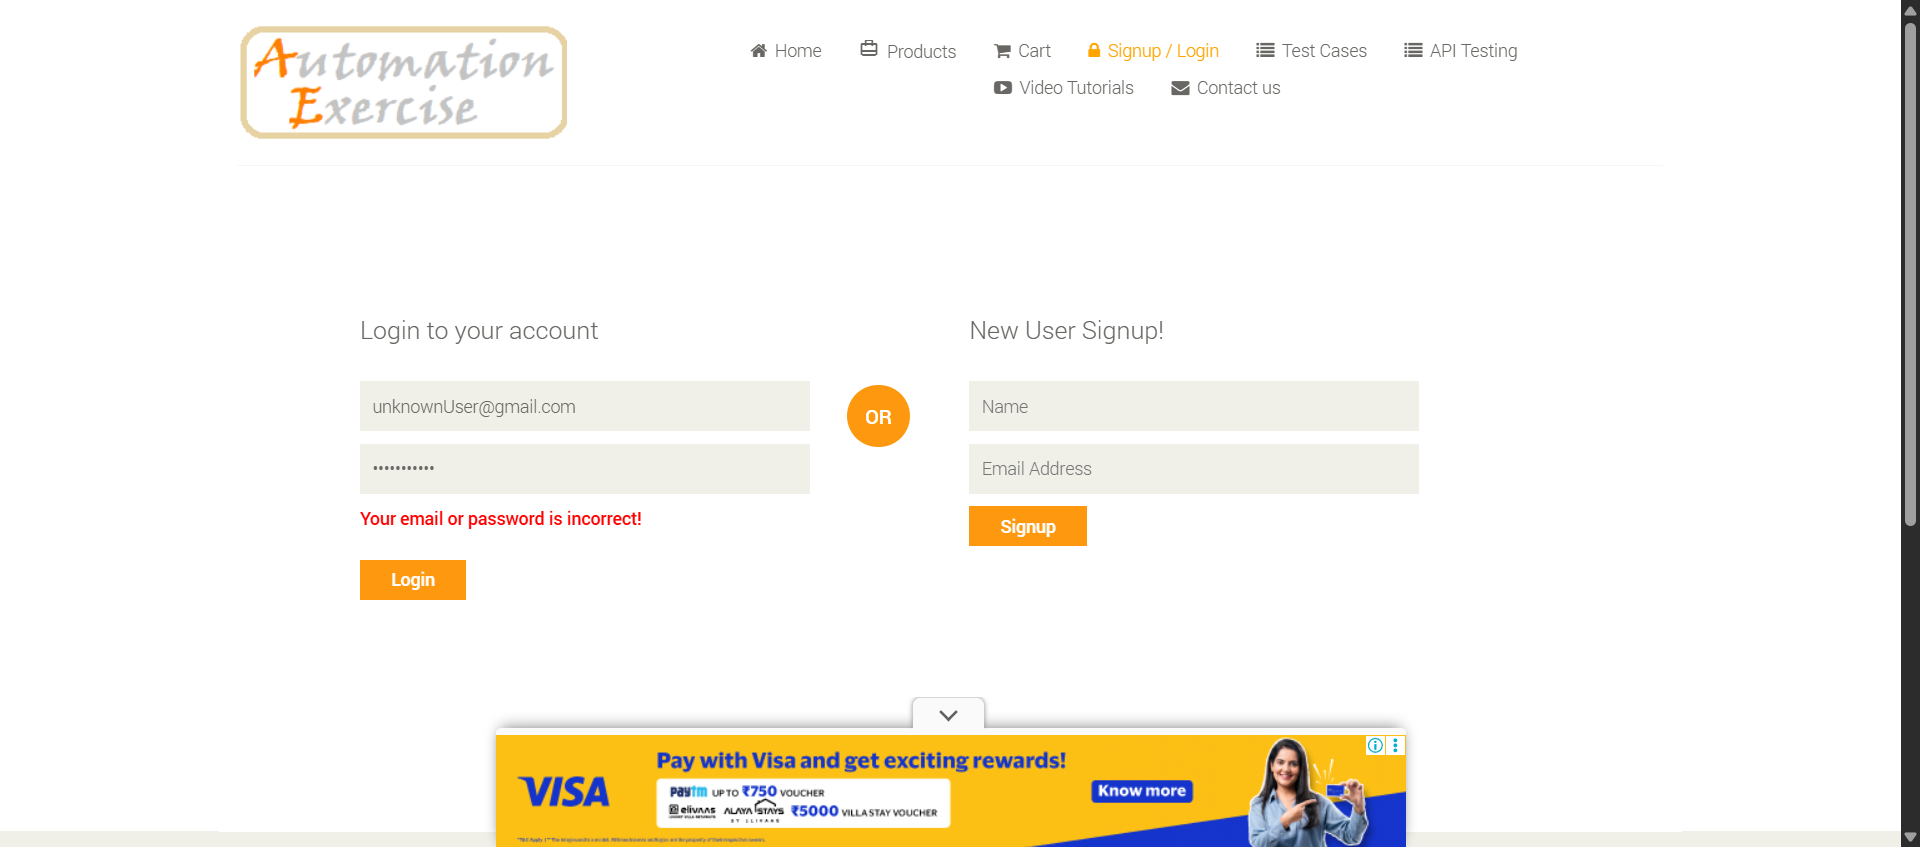 Automation
Exercise
Home
Products
Cart
Signup / Login
Test Cases
API Testing
Video Tutorials
Contact us
Login to your account
unknownUser@gmail.com
•••••••••••
Your email or password is incorrect!
Login
OR
New User Signup!
Name
Email Address
Signup
Pay with Visa and get exciting rewards!
VISA
paytm UP TO ₹750 VOUCHER
elivaas ALAYA STAYS ₹5000 VILLA STAY VOUCHER
BY ELIVAAS
Know more